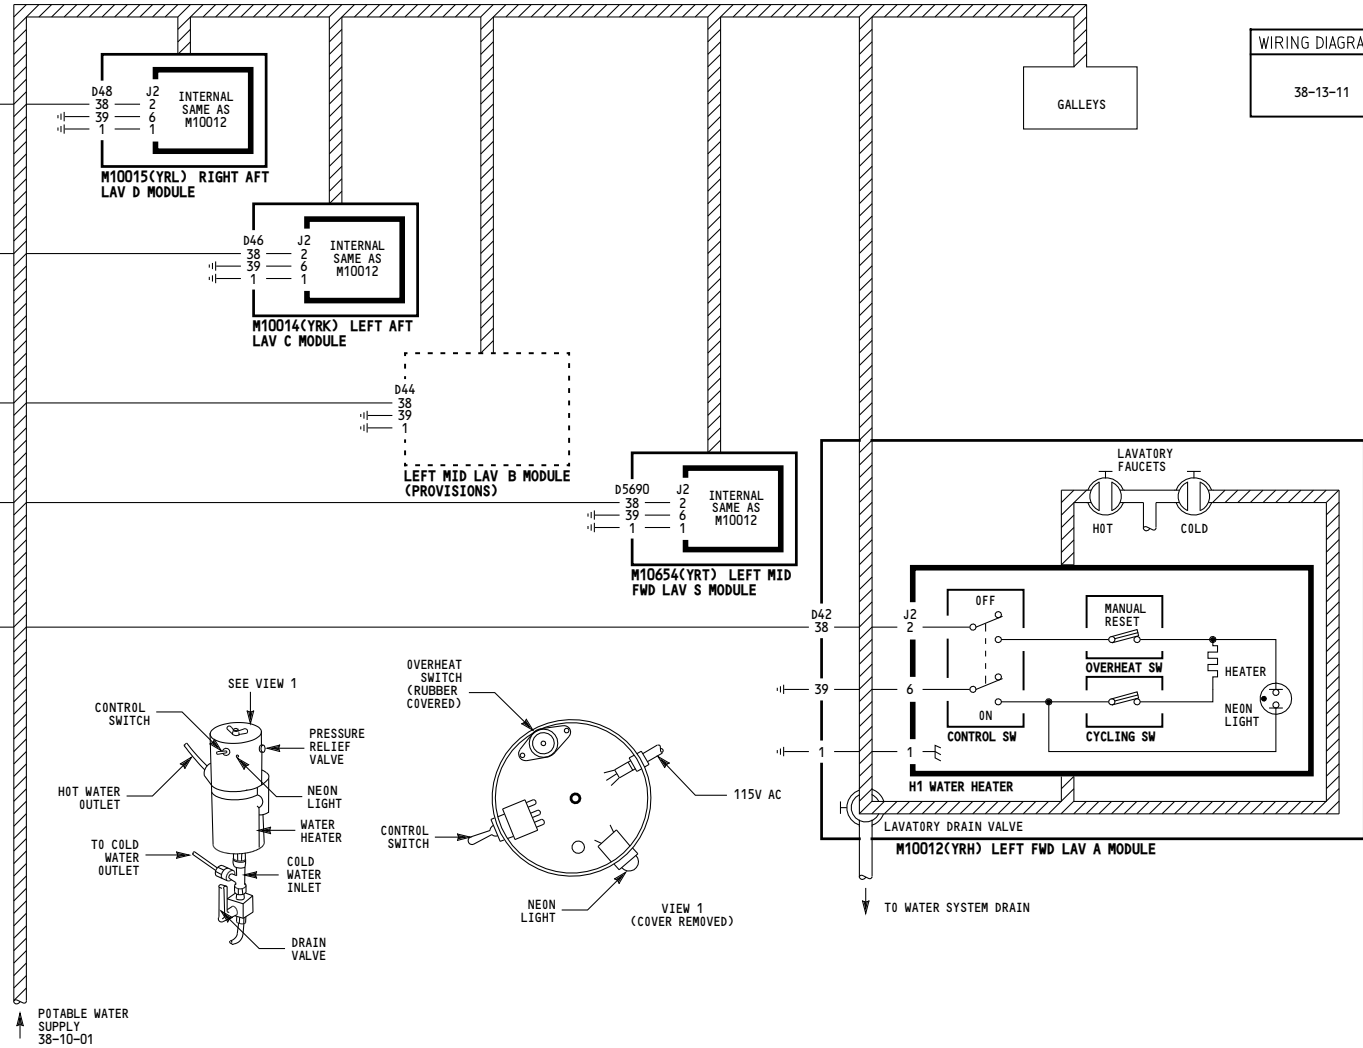 WIRING DIAGRA
38-13-11
GALLEYS
D48 J2
38 2
39 6
1 1
INTERNAL
SAME AS
M10012
M10015(YRL) RIGHT AFT
LAV D MODULE
D46 J2
38 2
39 6
1 1
INTERNAL
SAME AS
M10012
M10014(YRK) LEFT AFT
LAV C MODULE
D44
38
39
1
LEFT MID LAV B MODULE
(PROVISIONS)
D5690 J2
38 2
39 6
1 1
INTERNAL
SAME AS
M10012
M10654(YRT) LEFT MID
FWD LAV S MODULE
LAVATORY
FAUCETS
HOT
COLD
D42 J2
38 2
39 6
1 1
OFF
ON
CONTROL SW
MANUAL
RESET
OVERHEAT SW
CYCLING SW
HEATER
NEON
LIGHT
H1 WATER HEATER
LAVATORY DRAIN VALVE
M10012(YRH) LEFT FWD LAV A MODULE
TO WATER SYSTEM DRAIN
SEE VIEW 1
CONTROL
SWITCH
PRESSURE
RELIEF
VALVE
HOT WATER
OUTLET
NEON
LIGHT
WATER
HEATER
TO COLD
WATER
OUTLET
COLD
WATER
INLET
DRAIN
VALVE
OVERHEAT
SWITCH
(RUBBER
COVERED)
115V AC
CONTROL
SWITCH
NEON
LIGHT
VIEW 1
(COVER REMOVED)
POTABLE WATER
SUPPLY
38-10-01